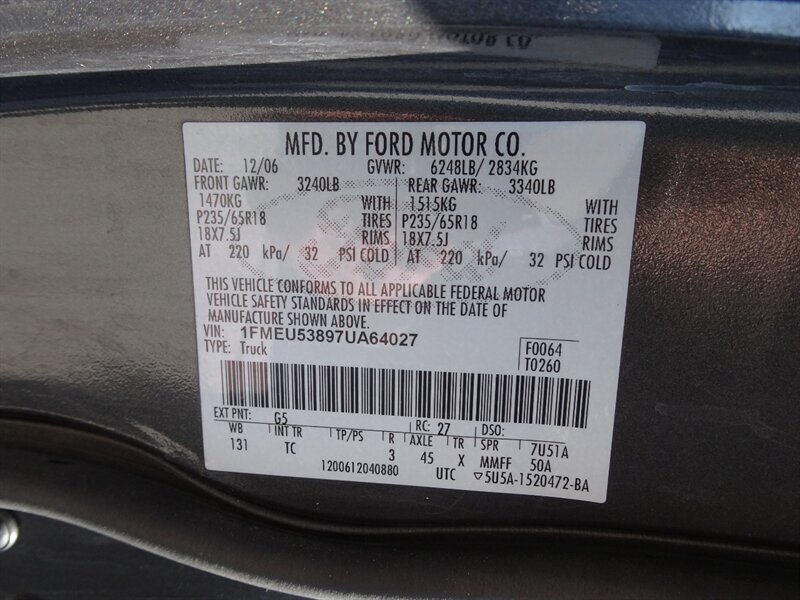 MFD. BY FORD MOTOR CO.
DATE: 12/06 GVWR: 6248LB/ 2834KG
FRONT GAWR: 3240LB REAR GAWR: 3340LB
1470KG WITH 1515KG WITH
P235/65R18 TIRES P235/65R18 TIRES
18X7.5J RIMS 18X7.5J RIMS
AT 220 kPa/ 32 PSI COLD AT 220 kPa/ 32 PSI COLD
THIS VEHICLE CONFORMS TO ALL APPLICABLE FEDERAL MOTOR
VEHICLE SAFETY STANDARDS IN EFFECT ON THE DATE OF
MANUFACTURE SHOWN ABOVE.
VIN: 1FMEU53897UA64027
TYPE: Truck
F0064
T0260
EXT PNT: G5 RC: 27 DSO:
WB INT TR TP/PS R AXLE TR SPR 7U51A
131 TC 3 45 X MMFF 50A
1200612040880 UTC ▽5U5A-1520472-BA
Ford